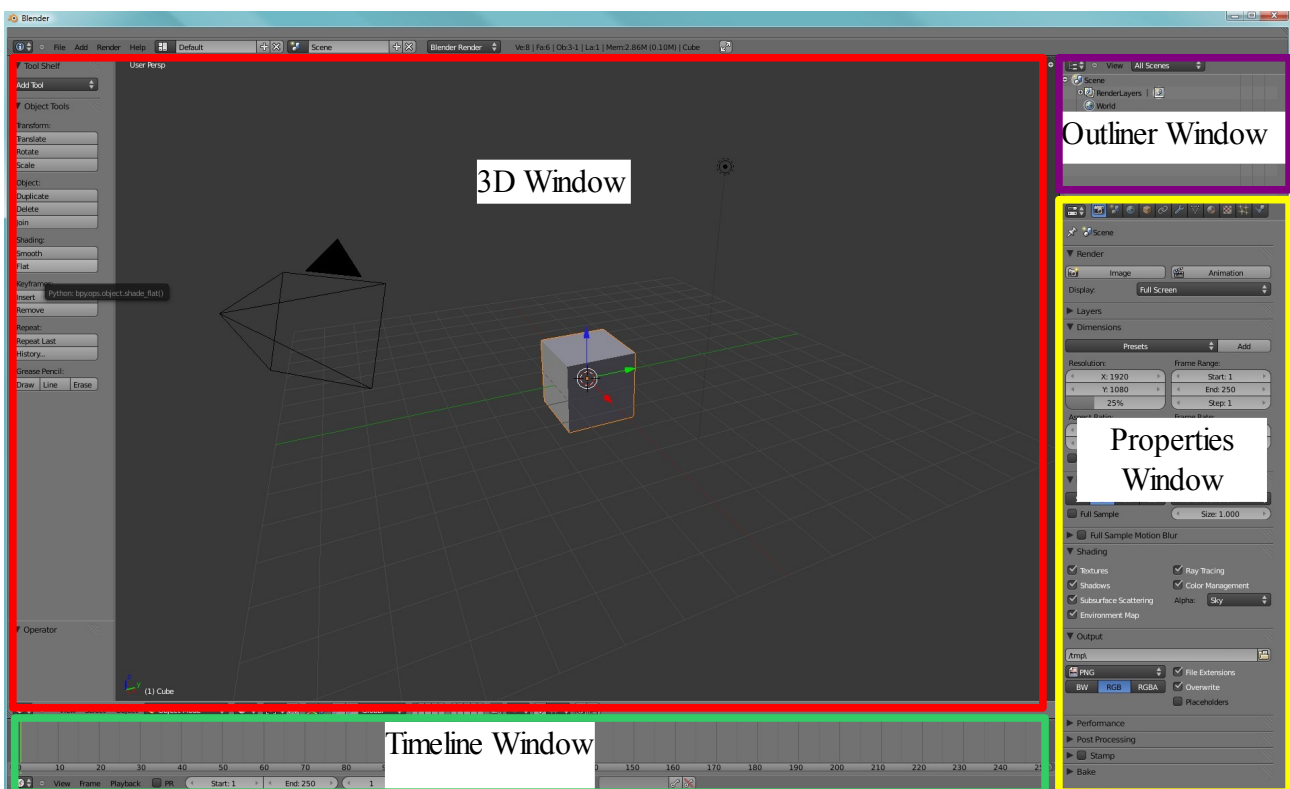 Blender
File Add Render Help Default Scene Blender Render Ve:8 | Fa:6 | Ob:3-1 | La:1 | Mem:2.86M (0.10M) | Cube
Tool Shelf
Add Tool
Object Tools
Transform:
Translate
Rotate
Scale
Object:
Duplicate
Delete
Join
Shading:
Smooth
Flat
Keyframes:
Insert
Python: bpy.ops.object.shade_flat()
Remove
Repeat:
Repeat Last
History...
Grease Pencil:
Draw Line Erase
Operator
User Persp
3D Window
(1) Cube
View All Scenes
Scene
RenderLayers |
World
Outliner Window
Scene
Render
Image Animation
Display: Full Screen
Layers
Dimensions
Presets Add
Resolution: Frame Range:
X: 1920 Start: 1
Y: 1080 End: 250
25% Step: 1
Aspect Ratio: Frame Rate:
Properties
Window
Full Sample Size: 1.000
Full Sample Motion Blur
Shading
Textures Ray Tracing
Shadows Color Management
Subsurface Scattering Alpha: Sky
Environment Map
Output
/tmp\
PNG File Extensions
BW RGB RGBA Overwrite
Placeholders
Performance
Post Processing
Stamp
Bake
Timeline Window
10 20 30 40 50 60 70 80 150 160 170 180 190 200 210 220 230 240
View Frame Playback PR Start: 1 End: 250 1